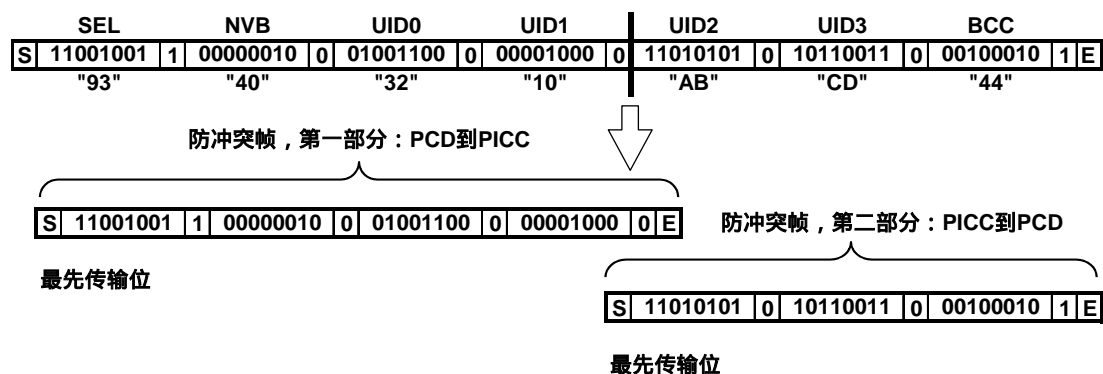 SEL NVB UID0 UID1 UID2 UID3 BCC
S 11001001 1 00000010 0 01001100 0 00001000 0 11010101 0 10110011 0 00100010 1 E
"93" "40" "32" "10" "AB" "CD" "44"
防冲突帧，第一部分：PCD到PICC
S 11001001 1 00000010 0 01001100 0 00001000 0 E
防冲突帧，第二部分：PICC到PCD
最先传输位
S 11010101 0 10110011 0 00100010 1 E
最先传输位